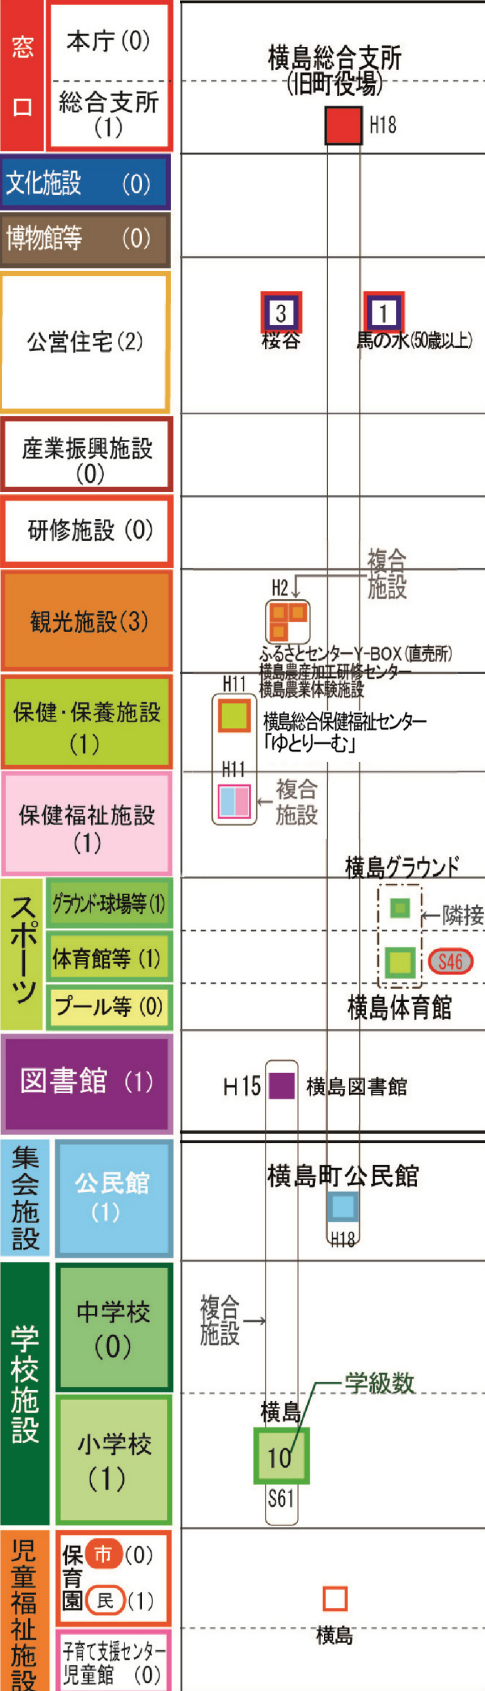 窓口
本庁(0)
総合支所
(1)
横島総合支所
(旧町役場)
H18
文化施設 (0)
博物館等 (0)
公営住宅(2)
3
桜谷
1
馬の水(50歳以上)
産業振興施設
(0)
研修施設(0)
観光施設(3)
H2
複合
施設
ふるさとセンターY-BOX(直売所)
横島農産加工研修センター
横島農業体験施設
保健・保養施設
(1)
H11
横島総合保健福祉センター
「ゆとりーむ」
保健福祉施設
(1)
H11
←複合
施設
スポーツ
グラウンド・球場等(1)
横島グラウンド
←隣接
体育館等(1)
S46
プール等(0)
横島体育館
図書館(1)
H15
横島図書館
集会施設
公民館
(1)
横島町公民館
H18
学校施設
中学校
(0)
複合→
施設
学級数
小学校
(1)
横島
10
S61
児童福祉施設
保育園
市(0)
民(1)
横島
子育て支援センター
児童館 (0)